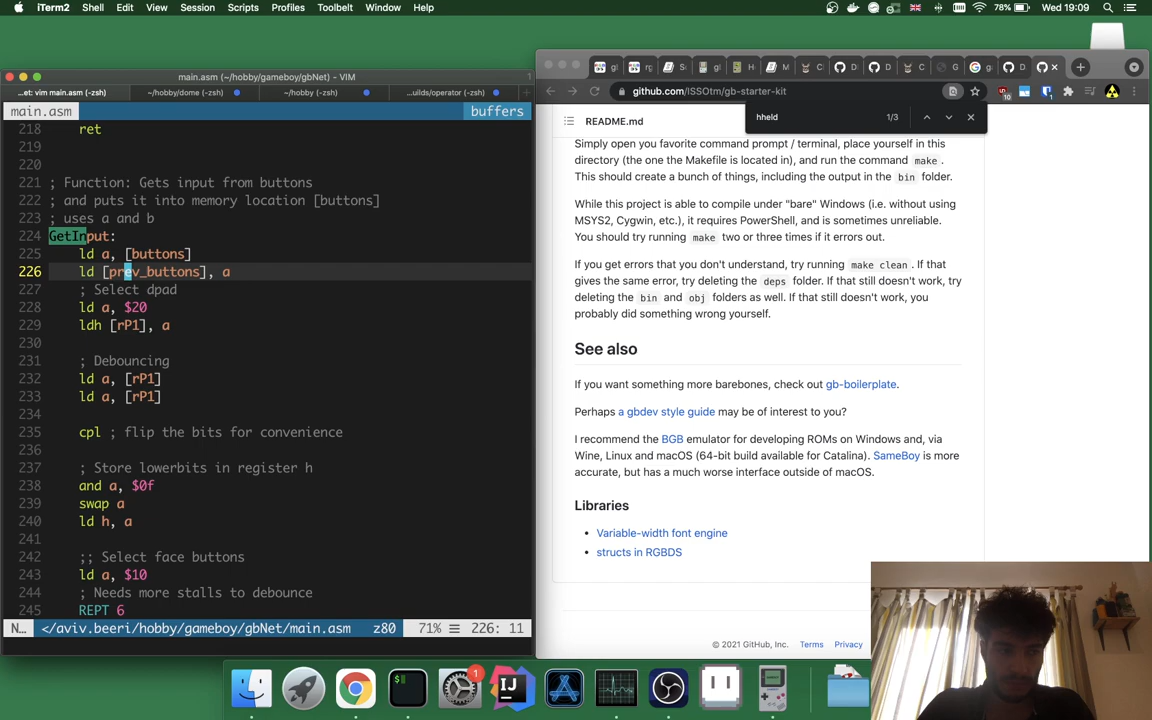 iTerm2 Shell Edit View Session Scripts Profiles Toolbelt Window Help 78% Wed 19:09
main.asm (~/hobby/gameboy/gbNet) - VIM
...et: vim main.asm (-zsh) ~/hobby/dome (-zsh) ~/hobby (-zsh) ...uilds/operator (-zsh)
main.asm buffers
218 ret
219
220
221 ; Function: Gets input from buttons
222 ; and puts it into memory location [buttons]
223 ; uses a and b
224 GetInput:
225 ld a, [buttons]
226 ld [prev_buttons], a
227 ; Select dpad
228 ld a, $20
229 ldh [rP1], a
230
231 ; Debouncing
232 ld a, [rP1]
233 ld a, [rP1]
234
235 cpl ; flip the bits for convenience
236
237 ; Store lowerbits in register h
238 and a, $0f
239 swap a
240 ld h, a
241
242 ;; Select face buttons
243 ld a, $10
244 ; Needs more stalls to debounce
245 REPT 6
N... </aviv.beeri/hobby/gameboy/gbNet/main.asm z80 71% 226: 11
github.com/ISSOtm/gb-starter-kit
hheld 1/3
README.md
Simply open you favorite command prompt / terminal, place yourself in this
directory (the one the Makefile is located in), and run the command make.
This should create a bunch of things, including the output in the bin folder.
While this project is able to compile under "bare" Windows (i.e. without using
MSYS2, Cygwin, etc.), it requires PowerShell, and is sometimes unreliable.
You should try running make two or three times if it errors out.
If you get errors that you don't understand, try running make clean. If that
gives the same error, try deleting the deps folder. If that still doesn't work, try
deleting the bin and obj folders as well. If that still doesn't work, you
probably did something wrong yourself.
See also
If you want something more barebones, check out gb-boilerplate.
Perhaps a gbdev style guide may be of interest to you?
I recommend the BGB emulator for developing ROMs on Windows and, via
Wine, Linux and macOS (64-bit build available for Catalina). SameBoy is more
accurate, but has a much worse interface outside of macOS.
Libraries
• Variable-width font engine
• structs in RGBDS
© 2021 GitHub, Inc. Terms Privacy